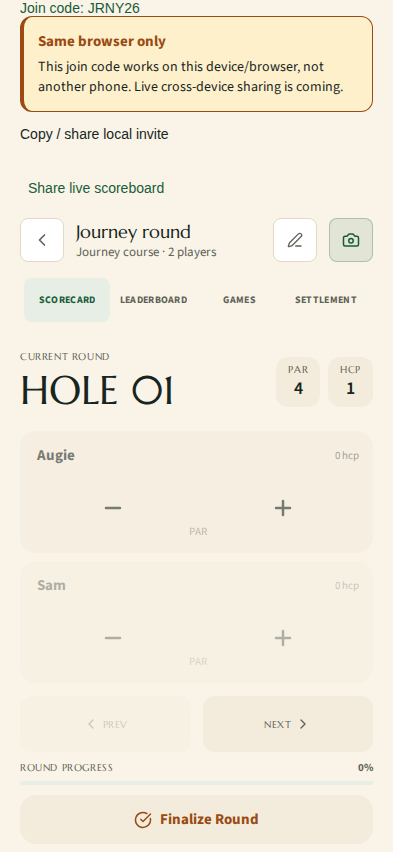 Join code: JRNY26
Same browser only
This join code works on this device/browser, not
another phone. Live cross-device sharing is coming.
Copy / share local invite
Share live scoreboard
Journey round
Journey course · 2 players
SCORECARD LEADERBOARD GAMES SETTLEMENT
CURRENT ROUND
HOLE 01
PAR
4
HCP
1
Augie 0 hcp
− +
PAR
Sam 0 hcp
− +
PAR
PREV NEXT
ROUND PROGRESS 0%
Finalize Round